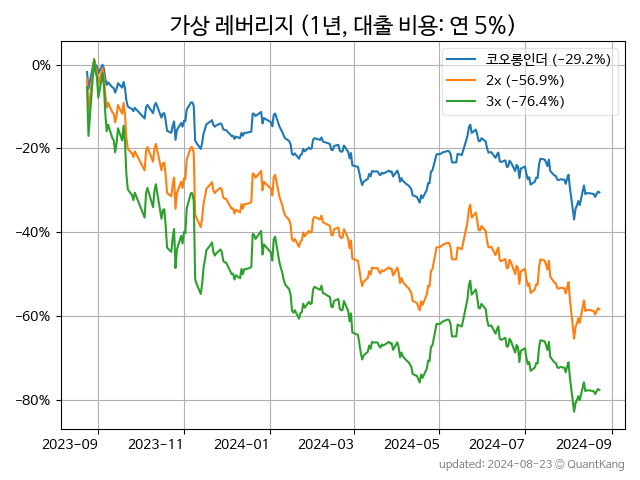 가상 레버리지 (1년, 대출 비용: 연 5%)
코오롱인더 (−29.2%)
2x (−56.9%)
3x (−76.4%)
0%
−20%
−40%
−60%
−80%
2023−09 2023−11 2024−01 2024−03 2024−05 2024−07 2024−09
updated: 2024−08−23 © QuantKang